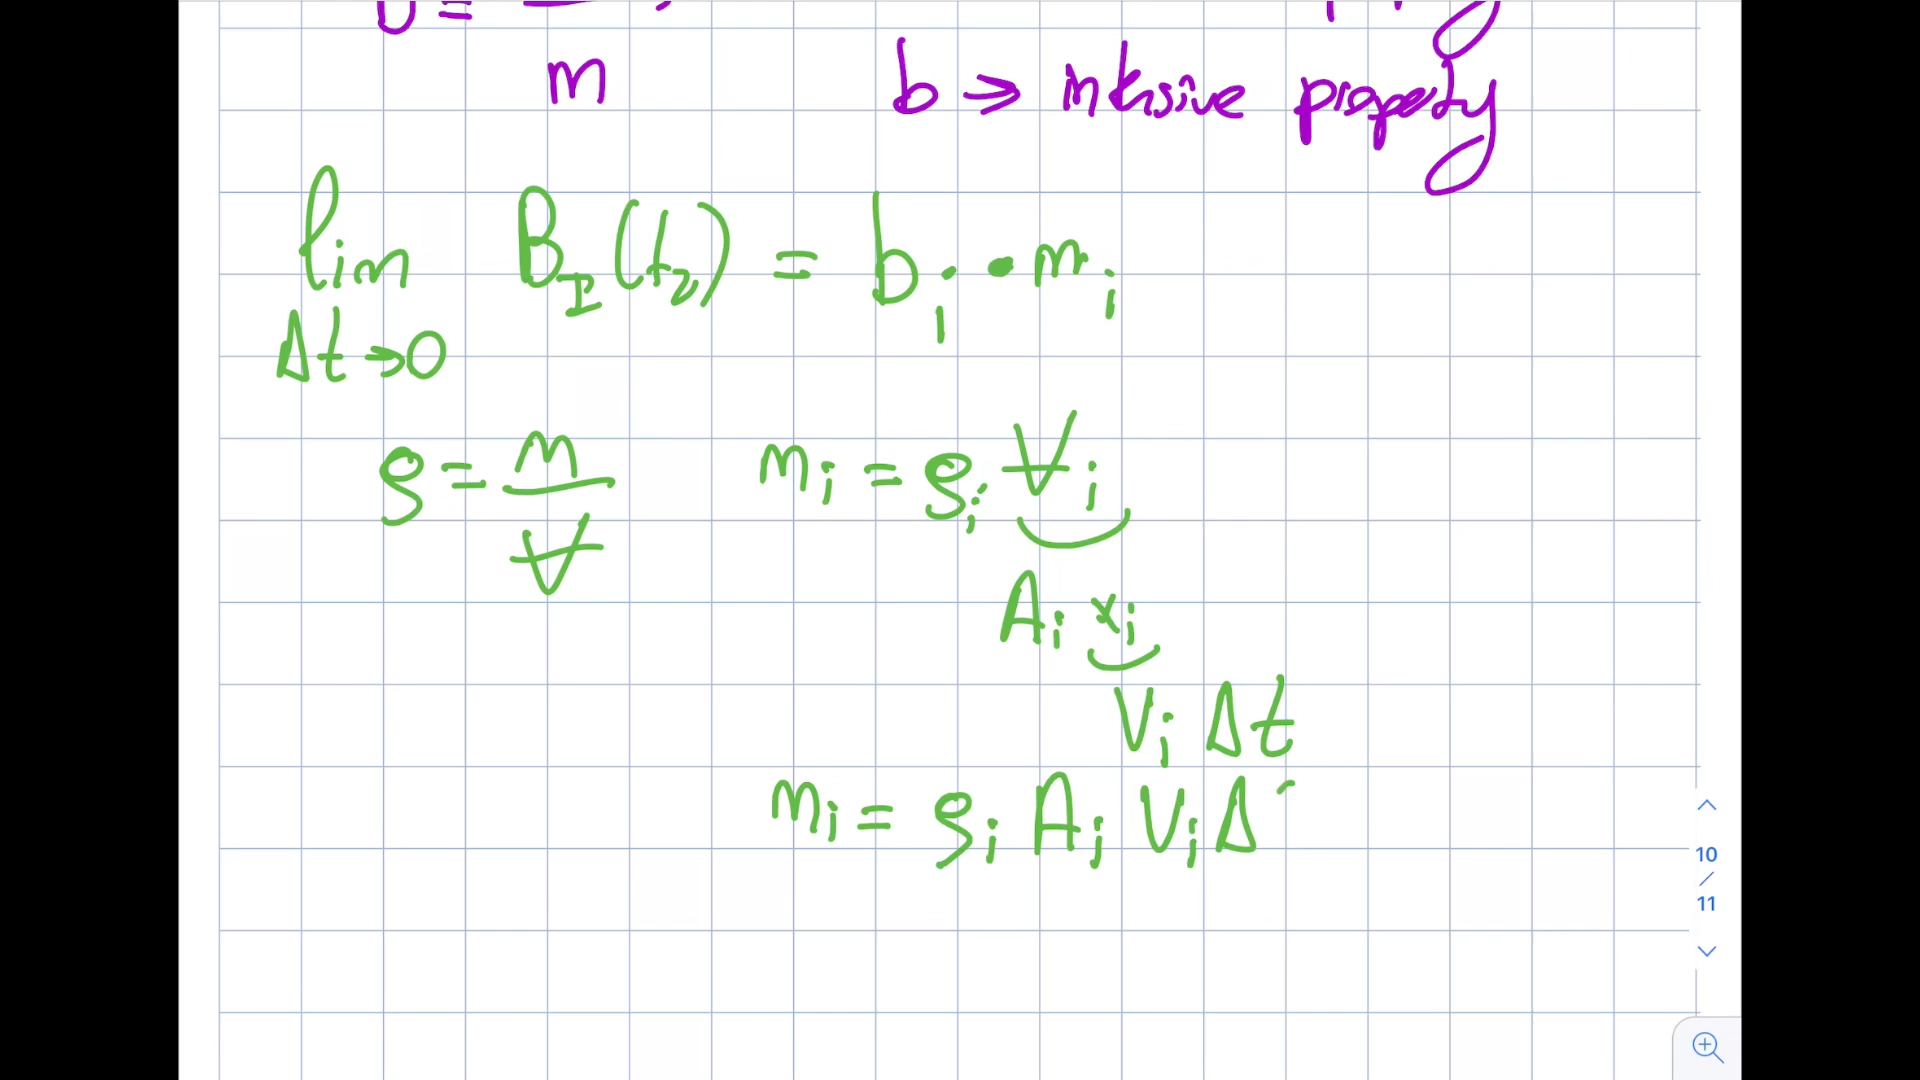 m
b → intensive property
lim B_I(t₂) = b_i · m_i
Δt→0
ρ = m/V̶ m_i = ρ_i V̶_i
A_i x_i
V_i Δt
m_i = ρ_i A_i V_i Δ
10
/
11